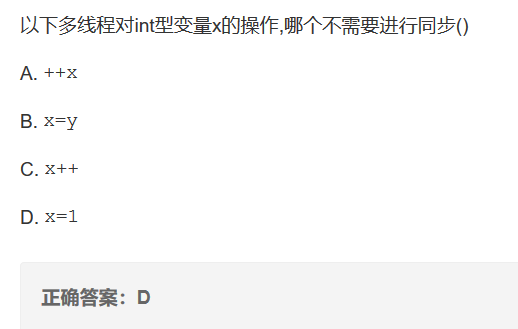 以下多线程对int型变量x的操作,哪个不需要进行同步()
A. ++x
B. x=y
C. x++
D. x=1
正确答案：D